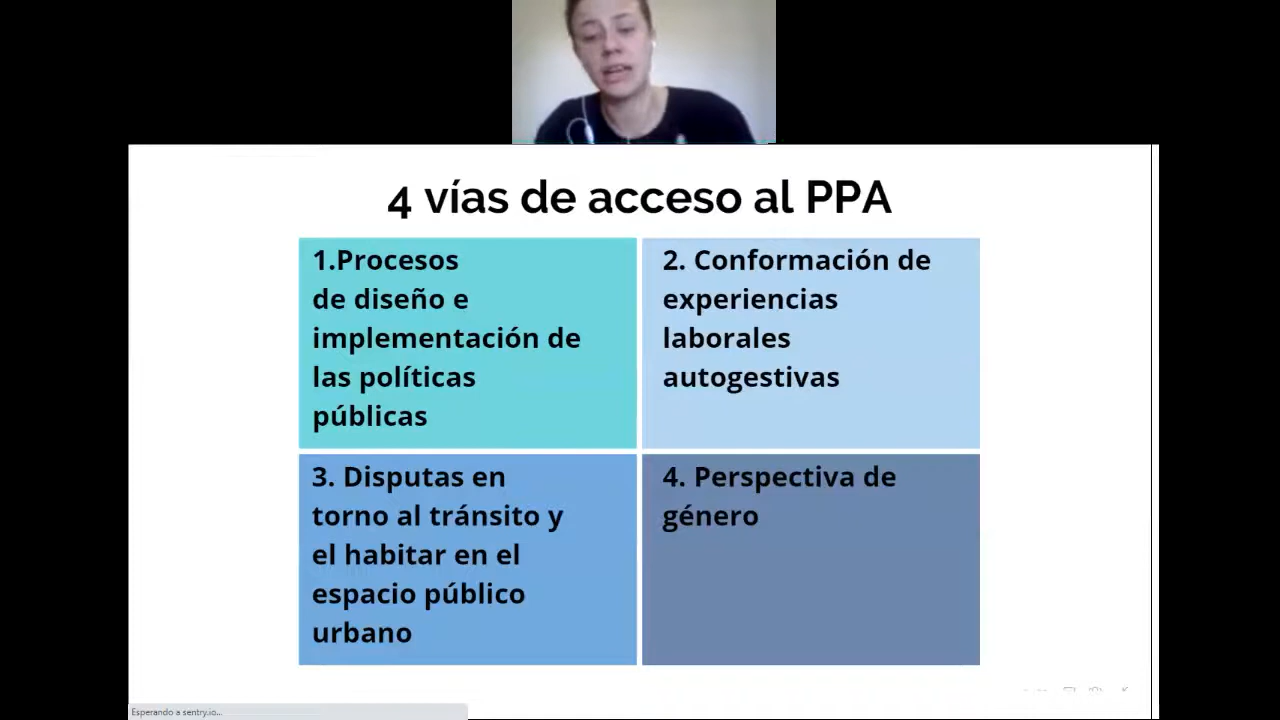 4 vías de acceso al PPA
1.Procesos
de diseño e
implementación de
las políticas
públicas
2. Conformación de
experiencias
laborales
autogestivas
3. Disputas en
torno al tránsito y
el habitar en el
espacio público
urbano
4. Perspectiva de
género
Esperando a sentry.io...